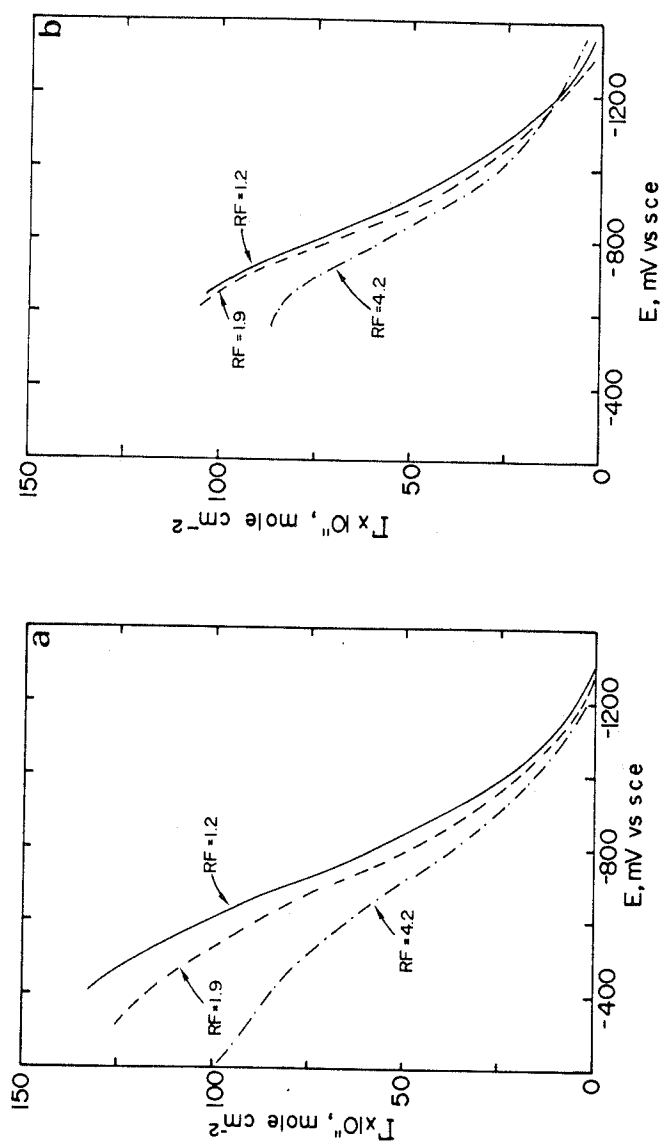 a
150
100
50
0
Γ x 10", mole cm⁻²
RF = 1.2
RF = 1.9
RF = 4.2
-400
-800
-1200
E, mV vs sce
b
150
100
50
0
Γ x 10", mole cm⁻²
RF = 1.2
RF = 1.9
RF = 4.2
-400
-800
-1200
E, mV vs sce